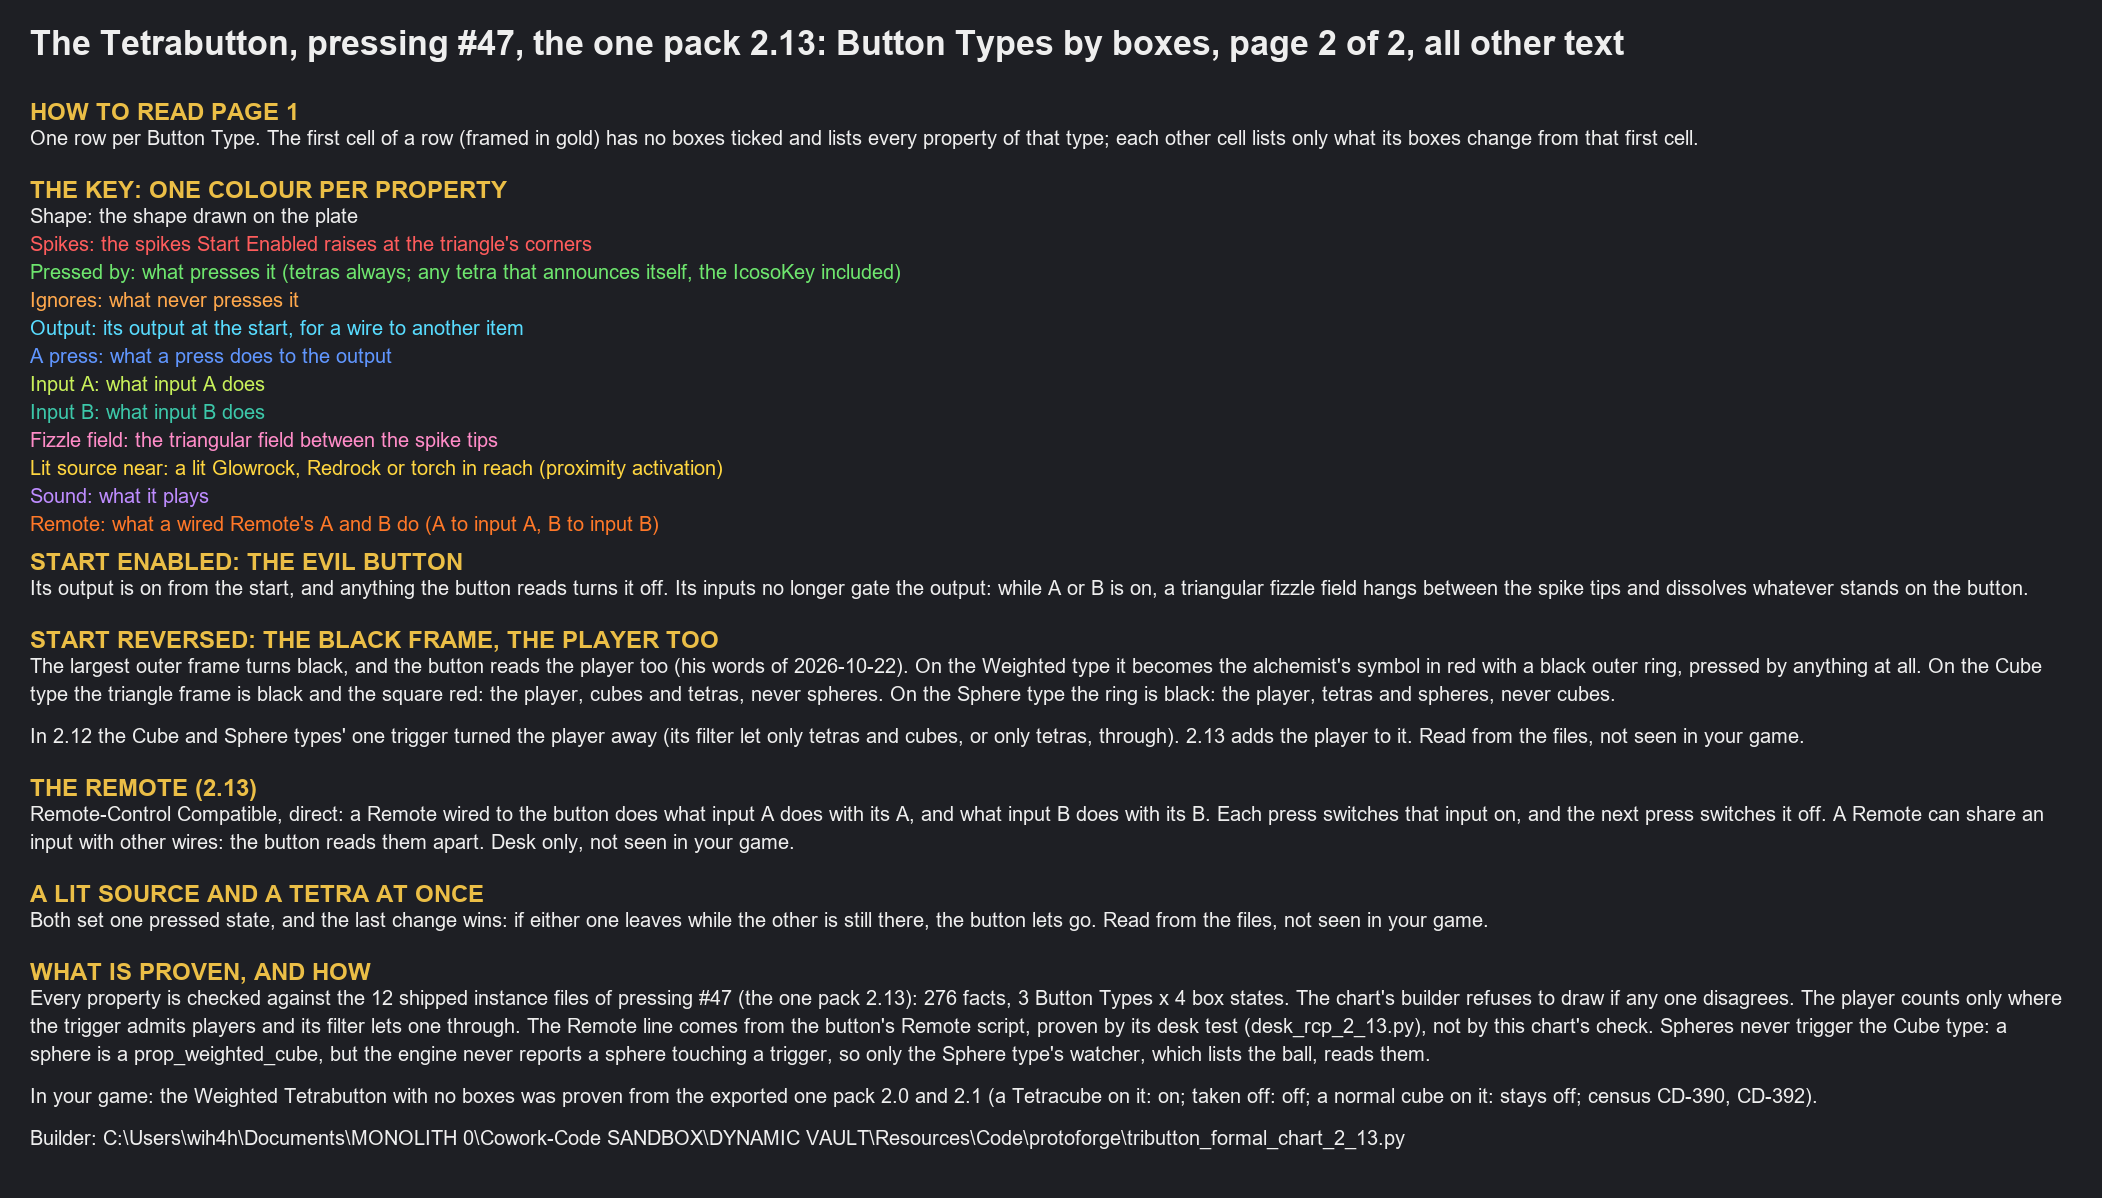 The Tetrabutton, pressing #47, the one pack 2.13: Button Types by boxes, page 2 of 2, all other text
HOW TO READ PAGE 1
One row per Button Type. The first cell of a row (framed in gold) has no boxes ticked and lists every property of that type; each other cell lists only what its boxes change from that first cell.
THE KEY: ONE COLOUR PER PROPERTY
Shape: the shape drawn on the plate
Spikes: the spikes Start Enabled raises at the triangle's corners
Pressed by: what presses it (tetras always; any tetra that announces itself, the IcosoKey included)
Ignores: what never presses it
Output: its output at the start, for a wire to another item
A press: what a press does to the output
Input A: what input A does
Input B: what input B does
Fizzle field: the triangular field between the spike tips
Lit source near: a lit Glowrock, Redrock or torch in reach (proximity activation)
Sound: what it plays
Remote: what a wired Remote's A and B do (A to input A, B to input B)
START ENABLED: THE EVIL BUTTON
Its output is on from the start, and anything the button reads turns it off. Its inputs no longer gate the output: while A or B is on, a triangular fizzle field hangs between the spike tips and dissolves whatever stands on the button.
START REVERSED: THE BLACK FRAME, THE PLAYER TOO
The largest outer frame turns black, and the button reads the player too (his words of 2026-10-22). On the Weighted type it becomes the alchemist's symbol in red with a black outer ring, pressed by anything at all. On the Cube
type the triangle frame is black and the square red: the player, cubes and tetras, never spheres. On the Sphere type the ring is black: the player, tetras and spheres, never cubes.
In 2.12 the Cube and Sphere types' one trigger turned the player away (its filter let only tetras and cubes, or only tetras, through). 2.13 adds the player to it. Read from the files, not seen in your game.
THE REMOTE (2.13)
Remote-Control Compatible, direct: a Remote wired to the button does what input A does with its A, and what input B does with its B. Each press switches that input on, and the next press switches it off. A Remote can share an
input with other wires: the button reads them apart. Desk only, not seen in your game.
A LIT SOURCE AND A TETRA AT ONCE
Both set one pressed state, and the last change wins: if either one leaves while the other is still there, the button lets go. Read from the files, not seen in your game.
WHAT IS PROVEN, AND HOW
Every property is checked against the 12 shipped instance files of pressing #47 (the one pack 2.13): 276 facts, 3 Button Types x 4 box states. The chart's builder refuses to draw if any one disagrees. The player counts only where
the trigger admits players and its filter lets one through. The Remote line comes from the button's Remote script, proven by its desk test (desk_rcp_2_13.py), not by this chart's check. Spheres never trigger the Cube type: a
sphere is a prop_weighted_cube, but the engine never reports a sphere touching a trigger, so only the Sphere type's watcher, which lists the ball, reads them.
In your game: the Weighted Tetrabutton with no boxes was proven from the exported one pack 2.0 and 2.1 (a Tetracube on it: on; taken off: off; a normal cube on it: stays off; census CD-390, CD-392).
Builder: C:\Users\wih4h\Documents\MONOLITH 0\Cowork-Code SANDBOX\DYNAMIC VAULT\Resources\Code\protoforge\tributton_formal_chart_2_13.py